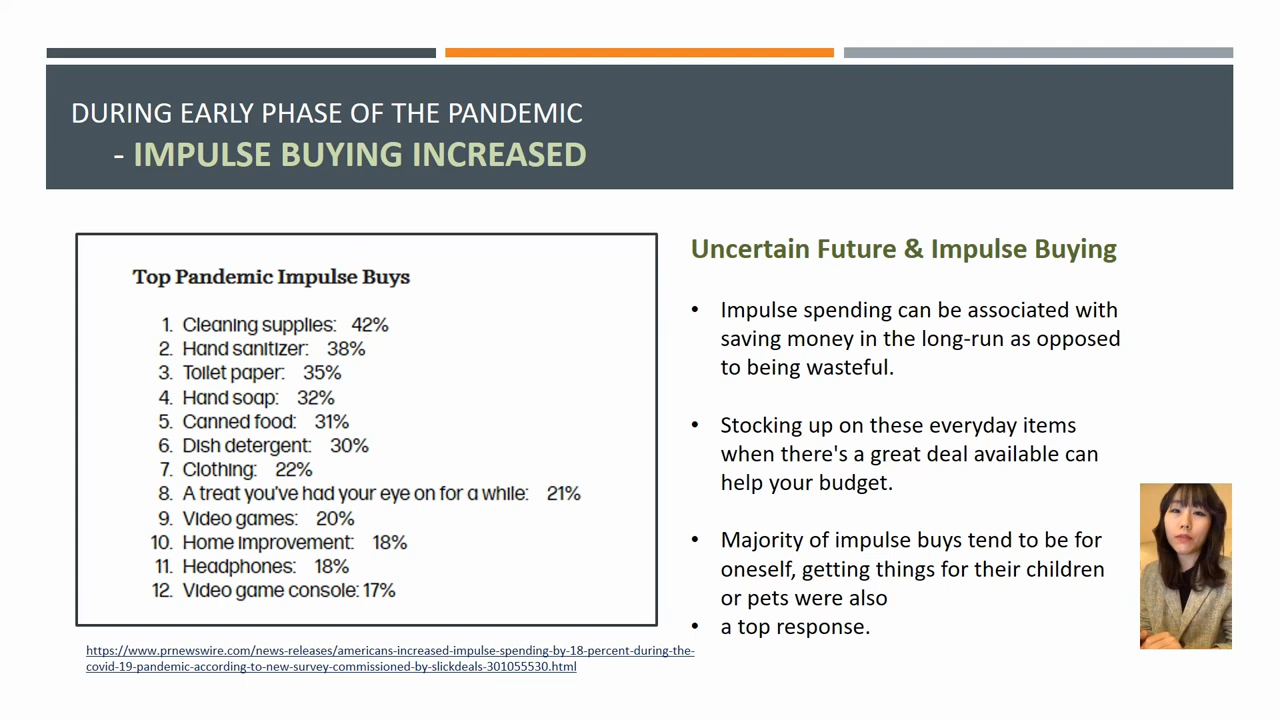 DURING EARLY PHASE OF THE PANDEMIC
- IMPULSE BUYING INCREASED
Top Pandemic Impulse Buys
1. Cleaning supplies: 42%
2. Hand sanitizer: 38%
3. Toilet paper: 35%
4. Hand soap: 32%
5. Canned food: 31%
6. Dish detergent: 30%
7. Clothing: 22%
8. A treat you've had your eye on for a while: 21%
9. Video games: 20%
10. Home improvement: 18%
11. Headphones: 18%
12. Video game console: 17%
https://www.prnewswire.com/news-releases/americans-increased-impulse-spending-by-18-percent-during-the-
covid-19-pandemic-according-to-new-survey-commissioned-by-slickdeals-301055530.html
Uncertain Future & Impulse Buying
• Impulse spending can be associated with
saving money in the long-run as opposed
to being wasteful.
• Stocking up on these everyday items
when there's a great deal available can
help your budget.
• Majority of impulse buys tend to be for
oneself, getting things for their children
or pets were also
• a top response.